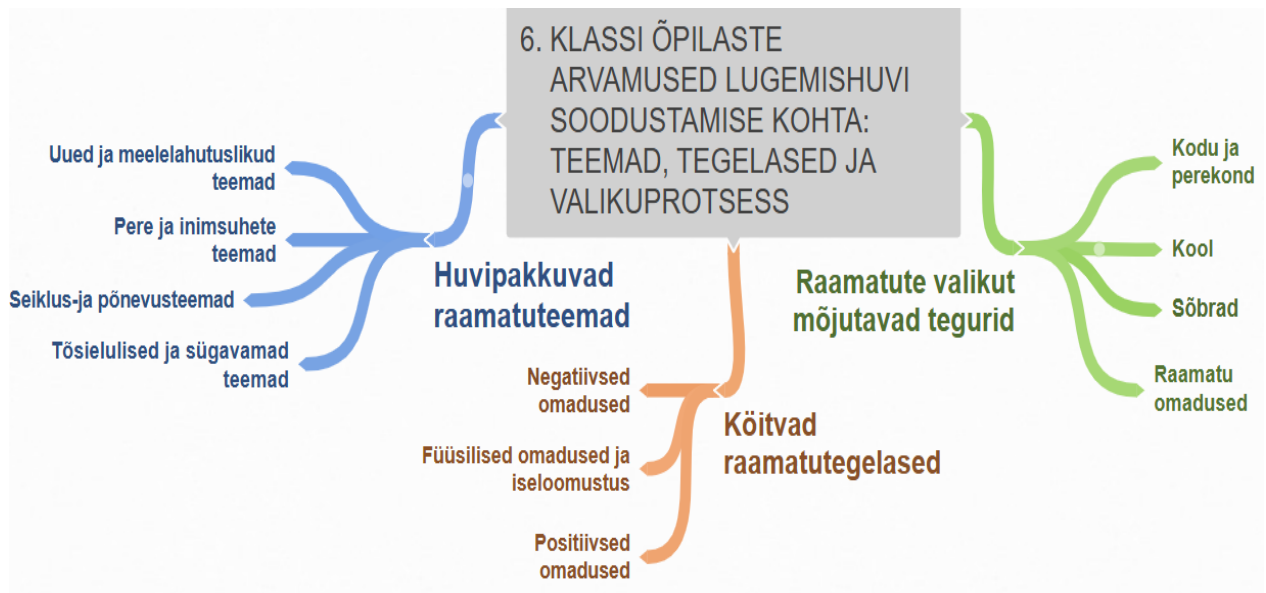 6. KLASSI ÕPILASTE
ARVAMUSED LUGEMISHUVI
SOODUSTAMISE KOHTA:
TEEMAD, TEGELASED JA
VALIKUPROTSESS
Huvipakkuvad
raamatuteemad
Uued ja meelelahutuslikud
teemad
Pere ja inimsuhete
teemad
Seiklus-ja põnevusteemad
Tõsielulised ja sügavamad
teemad
Köitvad
raamatutegelased
Negatiivsed
omadused
Füüsilised omadused ja
iseloomustus
Positiivsed
omadused
Raamatute valikut
mõjutavad tegurid
Kodu ja
perekond
Kool
Sõbrad
Raamatu
omadused